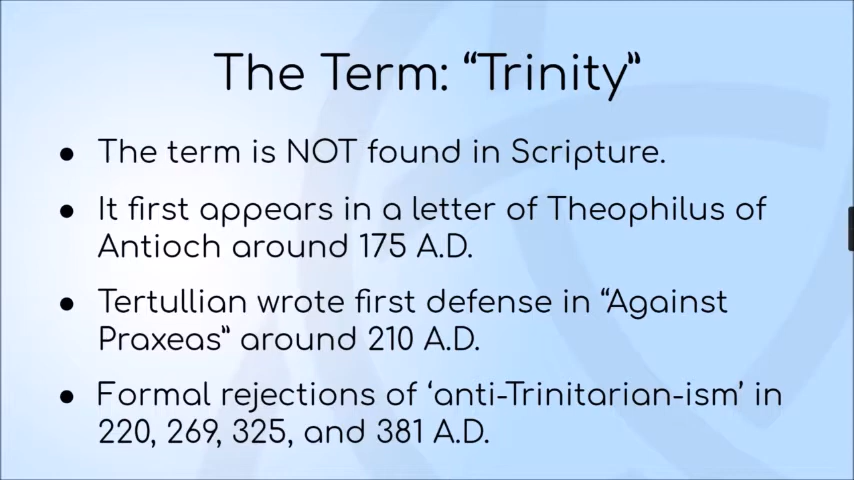 The Term: “Trinity”
● The term is NOT found in Scripture.
● It first appears in a letter of Theophilus of
Antioch around 175 A.D.
● Tertullian wrote first defense in “Against
Praxeas” around 210 A.D.
● Formal rejections of ‘anti-Trinitarian-ism’ in
220, 269, 325, and 381 A.D.